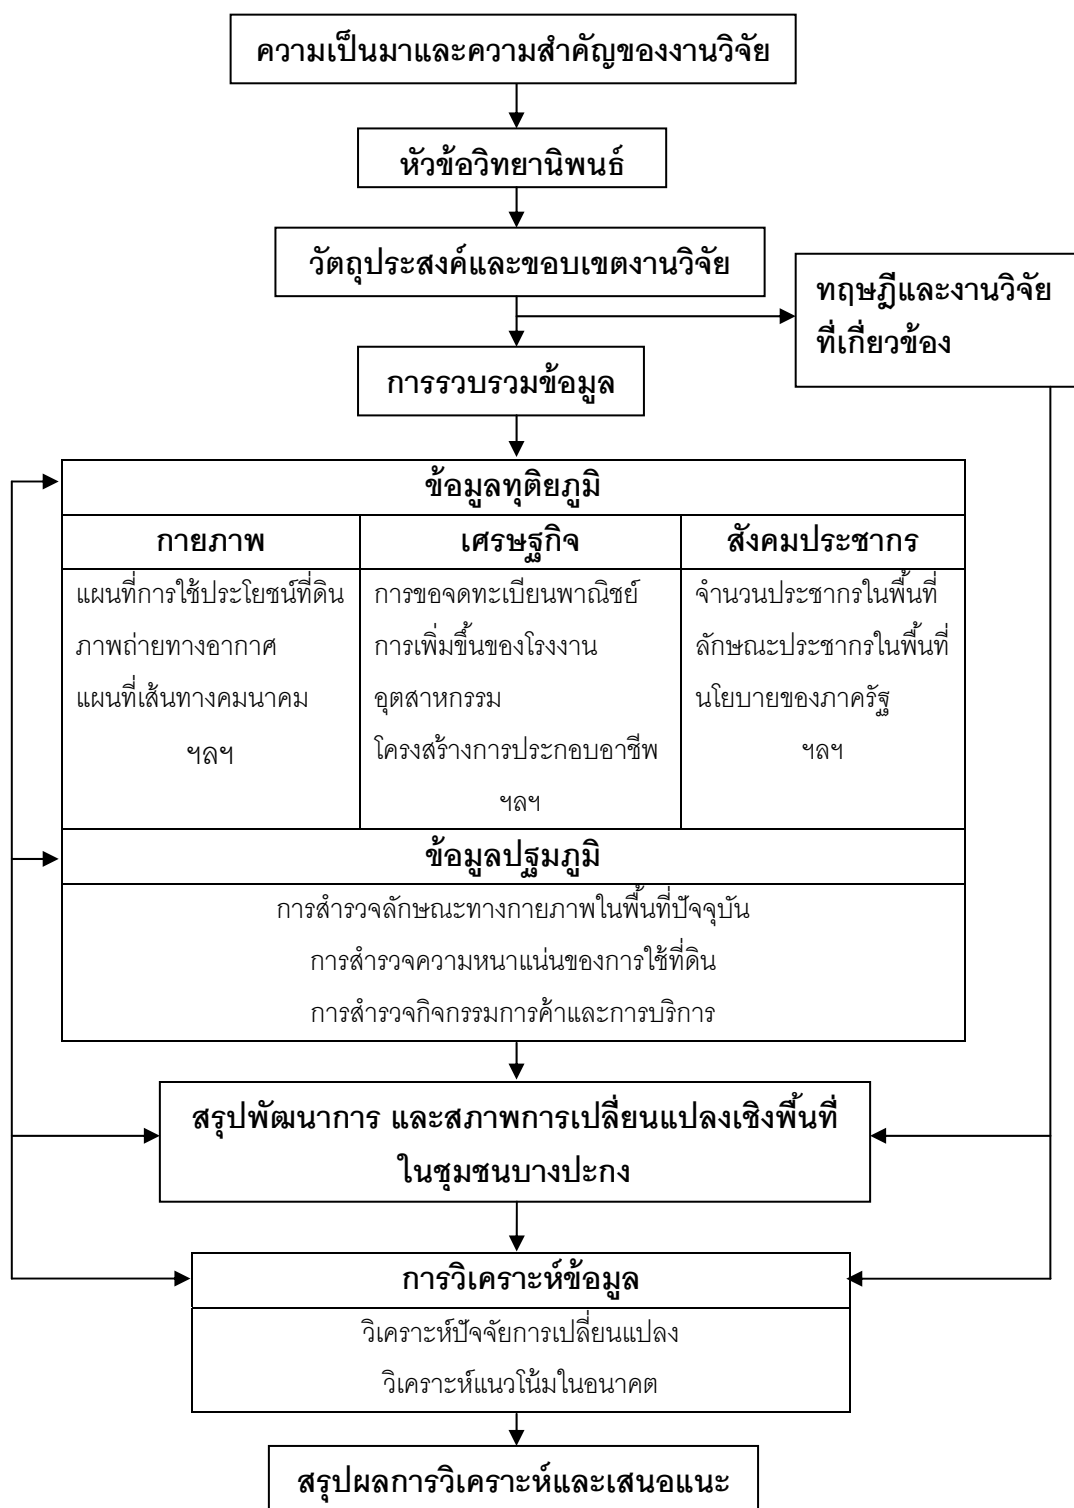 ความเป็นมาและความสำคัญของงานวิจัย
หัวข้อวิทยานิพนธ์
วัตถุประสงค์และขอบเขตงานวิจัย
ทฤษฎีและงานวิจัย
ที่เกี่ยวข้อง
การรวบรวมข้อมูล
ข้อมูลทุติยภูมิ
กายภาพ
แผนที่การใช้ประโยชน์ที่ดิน
ภาพถ่ายทางอากาศ
แผนที่เส้นทางคมนาคม
ฯลฯ
เศรษฐกิจ
การขอจดทะเบียนพาณิชย์
การเพิ่มขึ้นของโรงงาน
อุตสาหกรรม
โครงสร้างการประกอบอาชีพ
ฯลฯ
สังคมประชากร
จำนวนประชากรในพื้นที่
ลักษณะประชากรในพื้นที่
นโยบายของภาครัฐ
ฯลฯ
ข้อมูลปฐมภูมิ
การสำรวจลักษณะทางกายภาพในพื้นที่ปัจจุบัน
การสำรวจความหนาแน่นของการใช้ที่ดิน
การสำรวจกิจกรรมการค้าและการบริการ
สรุปพัฒนาการ และสภาพการเปลี่ยนแปลงเชิงพื้นที่
ในชุมชนบางปะกง
การวิเคราะห์ข้อมูล
วิเคราะห์ปัจจัยการเปลี่ยนแปลง
วิเคราะห์แนวโน้มในอนาคต
สรุปผลการวิเคราะห์และเสนอแนะ